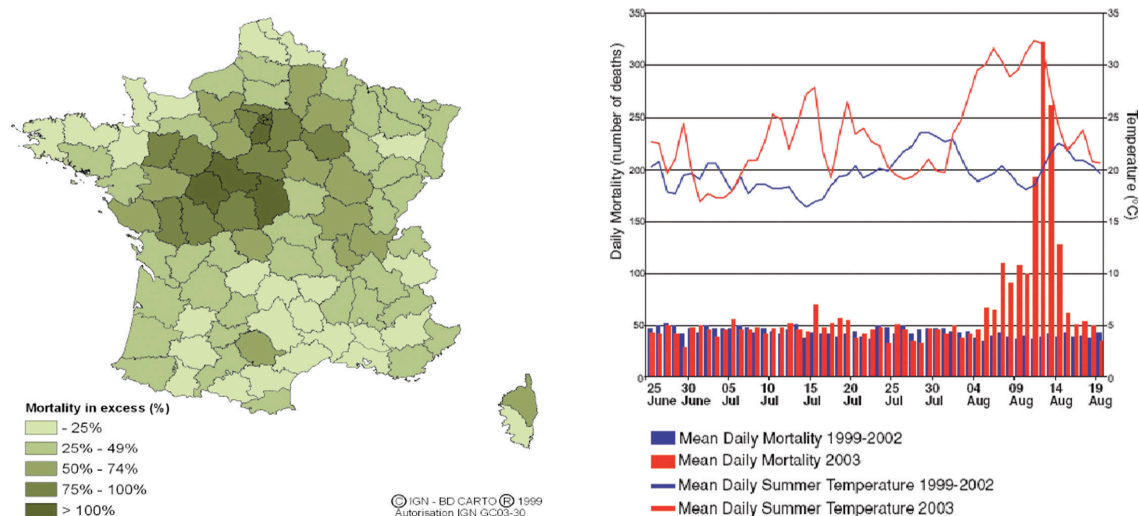 Mortality in excess (%)
- 25%
25% - 49%
50% - 74%
75% - 100%
> 100%
© IGN - BD CARTO ® 1999
Autorisation IGN GC03-30
350
300
250
200
150
100
50
0
Daily Mortality (number of deaths)
35
30
25
20
15
10
5
0
Temperature (°C)
25 30 05 10 15 20 25 30 04 09 14 19
June June Jul Jul Jul Jul Jul Jul Aug Aug Aug Aug
Mean Daily Mortality 1999-2002
Mean Daily Mortality 2003
Mean Daily Summer Temperature 1999-2002
Mean Daily Summer Temperature 2003